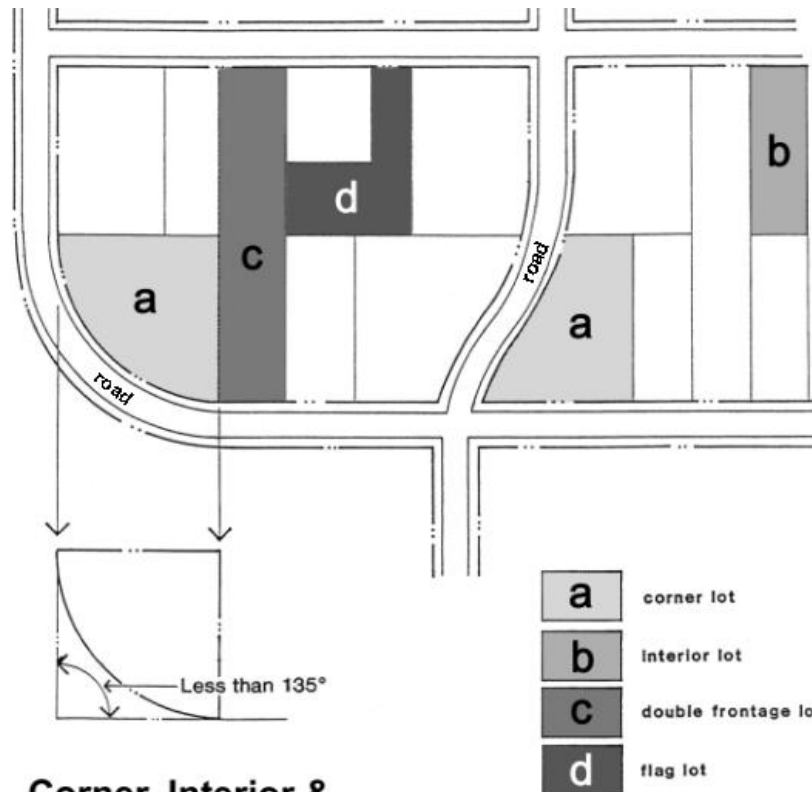 b
d
c
road
a
a
road
Less than 135°
a corner lot
b interior lot
c double frontage lo
d flag lot
Corner, Interior &